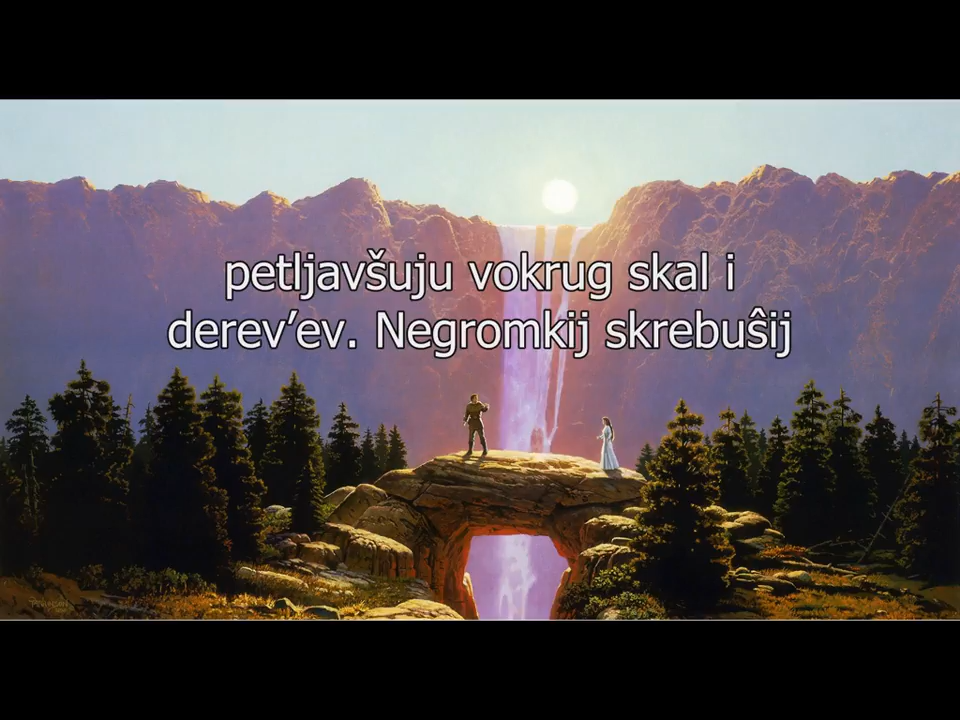 petljavšuju vokrug skal i
derev’ev. Negromkij skrebuŝij